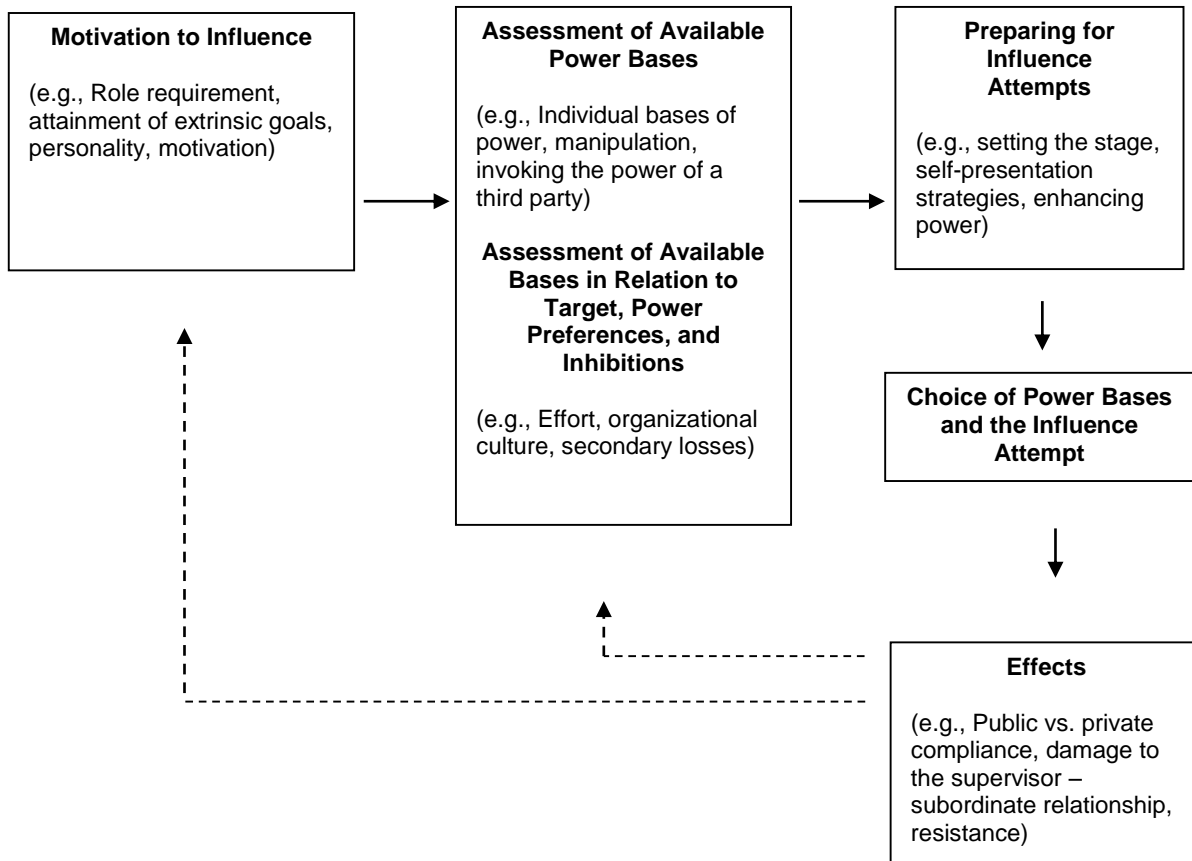 Motivation to Influence
(e.g., Role requirement,
attainment of extrinsic goals,
personality, motivation)
Assessment of Available
Power Bases
(e.g., Individual bases of
power, manipulation,
invoking the power of a
third party)
Assessment of Available
Bases in Relation to
Target, Power
Preferences, and
Inhibitions
(e.g., Effort, organizational
culture, secondary losses)
Preparing for
Influence
Attempts
(e.g., setting the stage,
self-presentation
strategies, enhancing
power)
Choice of Power Bases
and the Influence
Attempt
Effects
(e.g., Public vs. private
compliance, damage to
the supervisor –
subordinate relationship,
resistance)